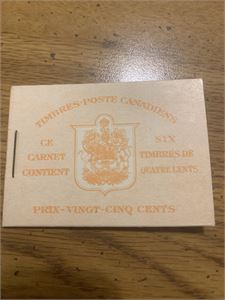 TIMBRES-POSTE CANADIENS
CE
CARNET
CONTIENT
SIX
TIMBRES DE
QUATRE CENTS
PRIX-VINGT-CINQ CENTS